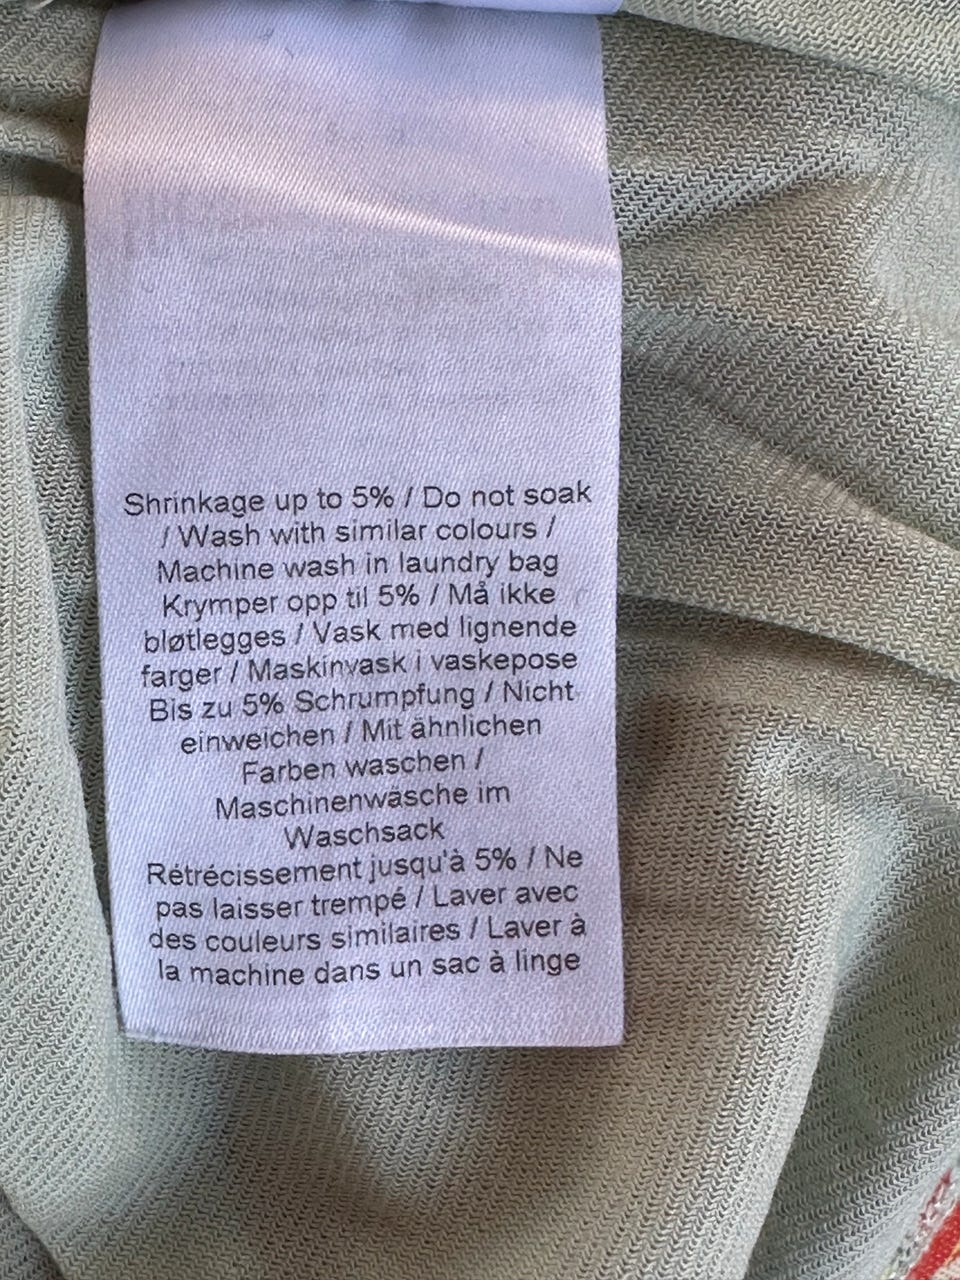 Shrinkage up to 5% / Do not soak
/ Wash with similar colours /
Machine wash in laundry bag
Krymper opp til 5% / Må ikke
bløtlegges / Vask med lignende
farger / Maskinvask i vaskepose
Bis zu 5% Schrumpfung / Nicht
einweichen / Mit ähnlichen
Farben waschen /
Maschinenwäsche im
Waschsack
Rétrécissement jusqu'à 5% / Ne
pas laisser trempé / Laver avec
des couleurs similaires / Laver à
la machine dans un sac à linge